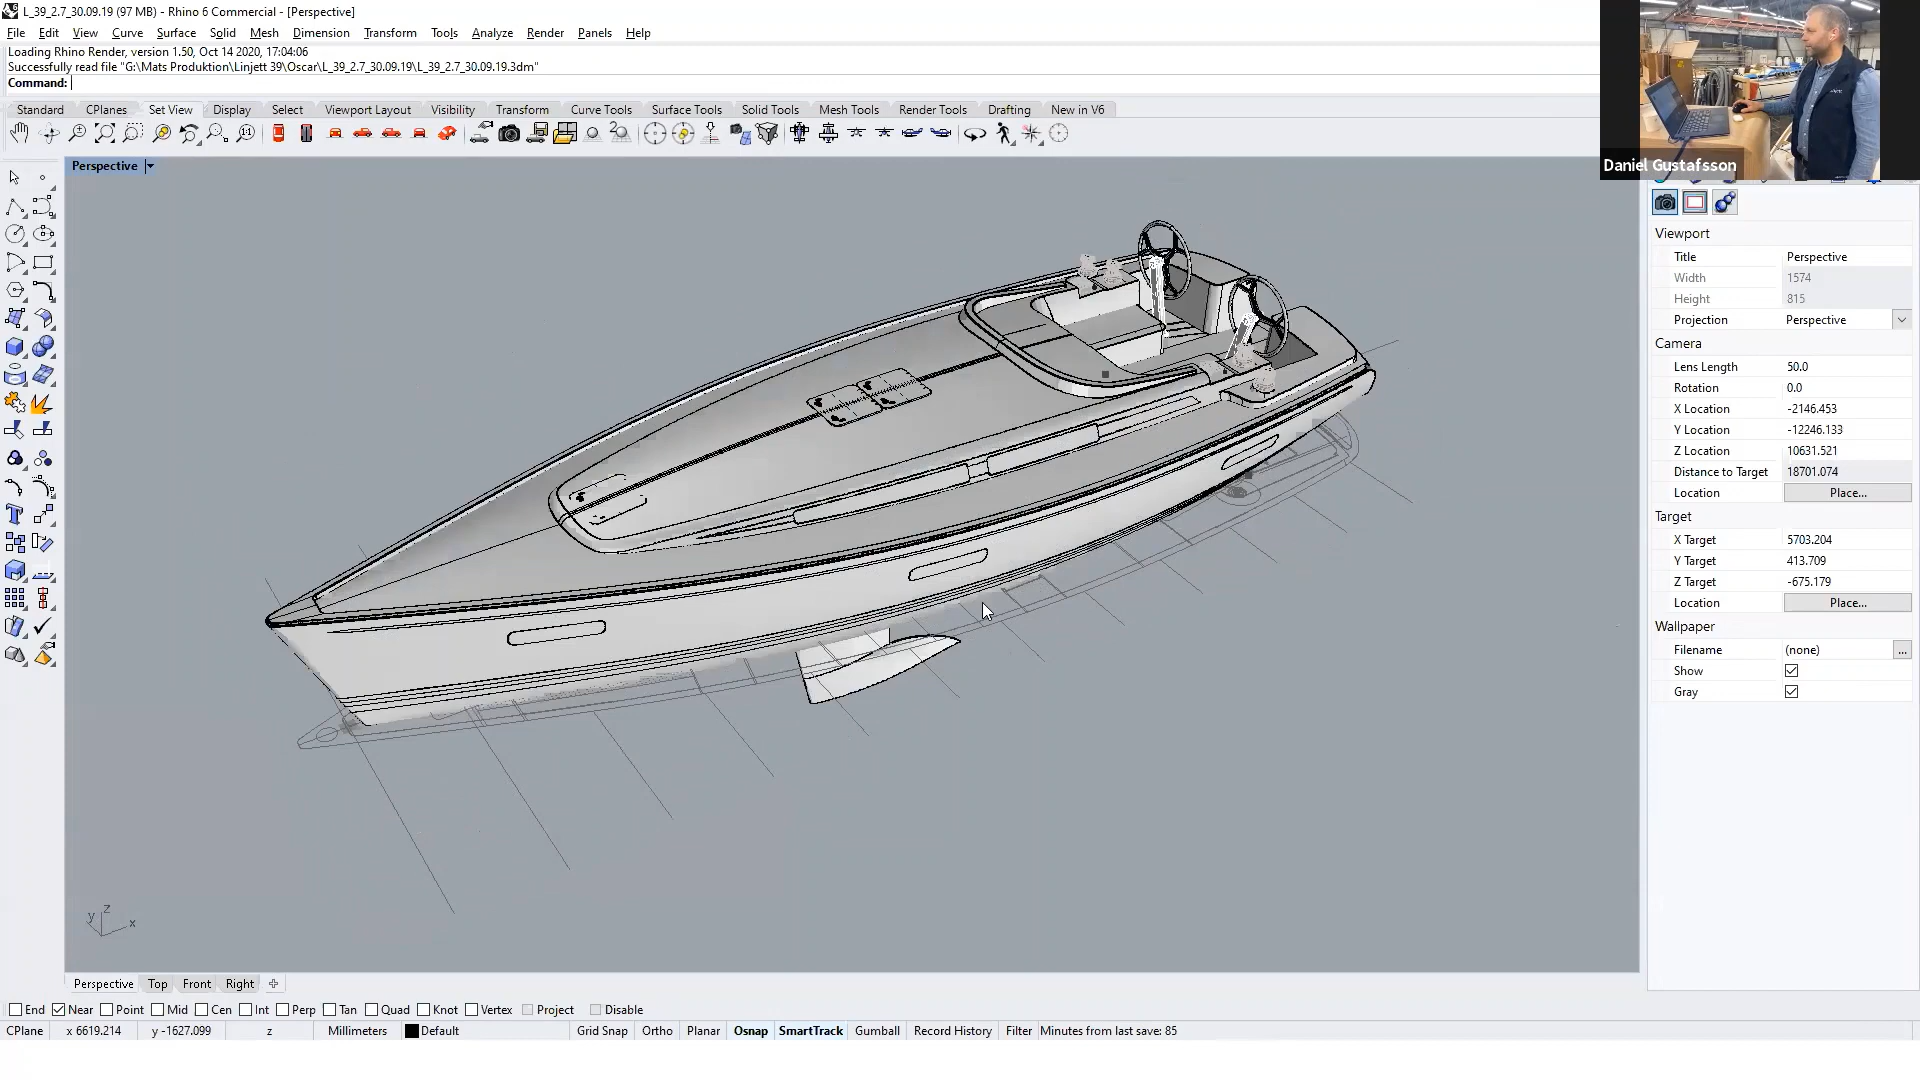 L_39_2.7_30.09.19 (97 MB) - Rhino 6 Commercial - [Perspective]
File Edit View Curve Surface Solid Mesh Dimension Transform Tools Analyze Render Panels Help
Loading Rhino Render, version 1.50, Oct 14 2020, 17:04:06
Successfully read file "G:\Mats Produktion\Linjett 39\Oscar\L_39_2.7_30.09.19\L_39_2.7_30.09.19.3dm"
Command:
Standard CPlanes Set View Display Select Viewport Layout Visibility Transform Curve Tools Surface Tools Solid Tools Mesh Tools Render Tools Drafting New in V6
Daniel Gustafsson
Perspective
Viewport
Title Perspective
Width 1574
Height 815
Projection Perspective
Camera
Lens Length 50.0
Rotation 0.0
X Location -2146.453
Y Location -12246.133
Z Location 10631.521
Distance to Target 18701.074
Location Place...
Target
X Target 5703.204
Y Target 413.709
Z Target -675.179
Location Place...
Wallpaper
Filename (none) ...
Show
Gray
z
y
x
Perspective Top Front Right
End Near Point Mid Cen Int Perp Tan Quad Knot Vertex Project Disable
CPlane x 6619.214 y -1627.099 z Millimeters Default Grid Snap Ortho Planar Osnap SmartTrack Gumball Record History Filter Minutes from last save: 85